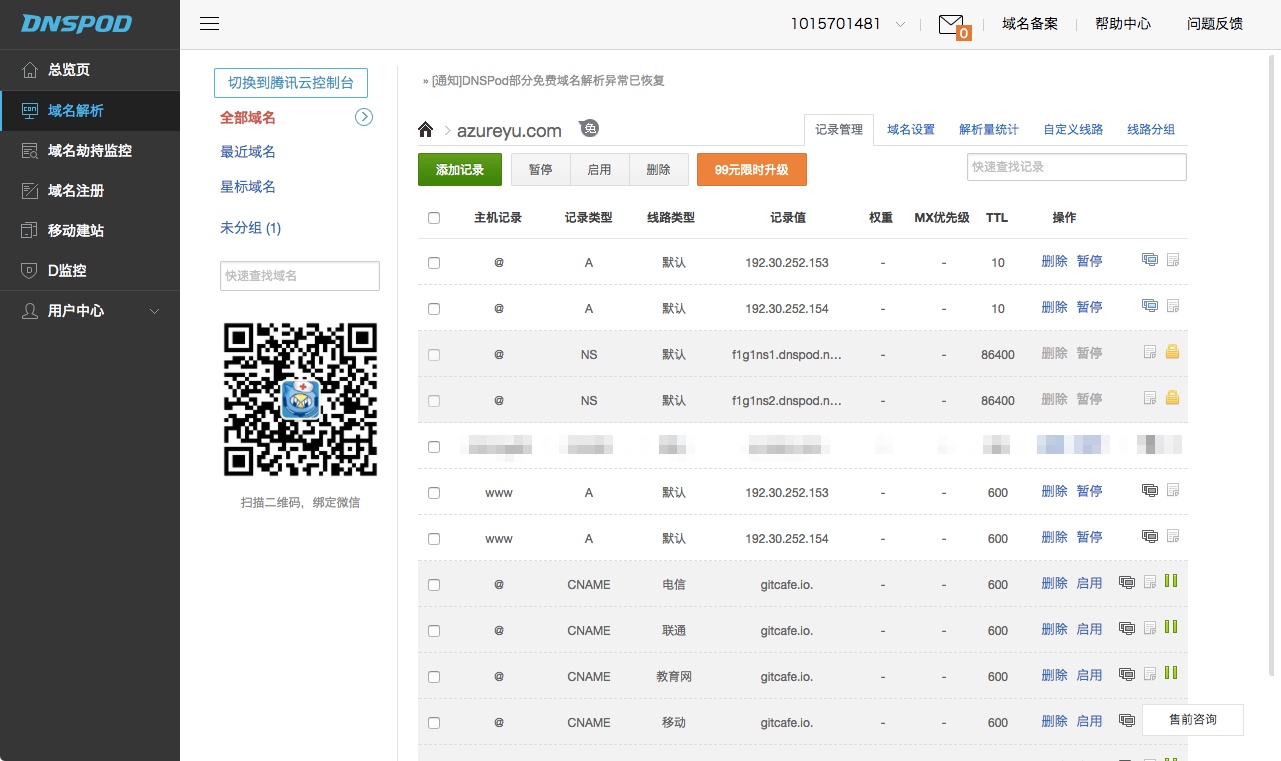 DNSPOD
1015701481
0
域名备案
帮助中心
问题反馈
总览页
域名解析
域名劫持监控
域名注册
移动建站
D监控
用户中心
切换到腾讯云控制台
全部域名
最近域名
星标域名
未分组 (1)
快速查找域名
扫描二维码，绑定微信
» [通知]DNSPod部分免费域名解析异常已恢复
azureyu.com 免
记录管理 域名设置 解析量统计 自定义线路 线路分组
添加记录 暂停 启用 删除 99元限时升级 快速查找记录
主机记录 记录类型 线路类型 记录值 权重 MX优先级 TTL 操作
@ A 默认 192.30.252.153 - - 10 删除 暂停
@ A 默认 192.30.252.154 - - 10 删除 暂停
@ NS 默认 f1g1ns1.dnspod.n... - - 86400 删除 暂停
@ NS 默认 f1g1ns2.dnspod.n... - - 86400 删除 暂停
www A 默认 192.30.252.153 - - 600 删除 暂停
www A 默认 192.30.252.154 - - 600 删除 暂停
@ CNAME 电信 gitcafe.io. - - 600 删除 启用
@ CNAME 联通 gitcafe.io. - - 600 删除 启用
@ CNAME 教育网 gitcafe.io. - - 600 删除 启用
@ CNAME 移动 gitcafe.io. - - 600 删除 启用
售前咨询